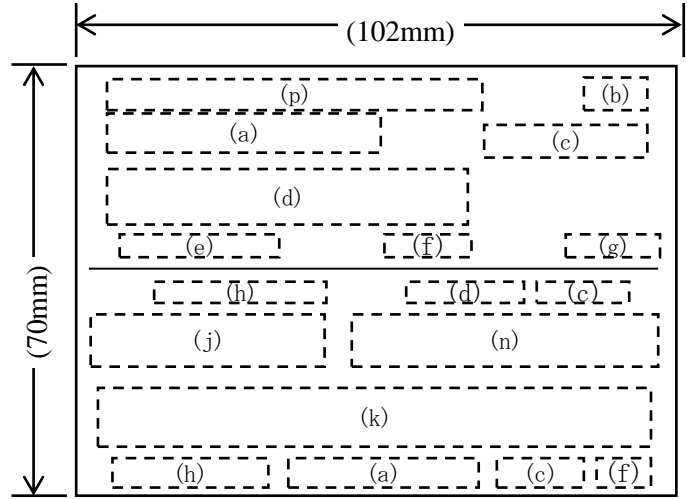 (102mm)
(p) (b)
(a) (c)
(d)
(e) (f) (g)
(70mm)
(h) (d) (c)
(j) (n)
(k)
(h) (a) (c) (f)